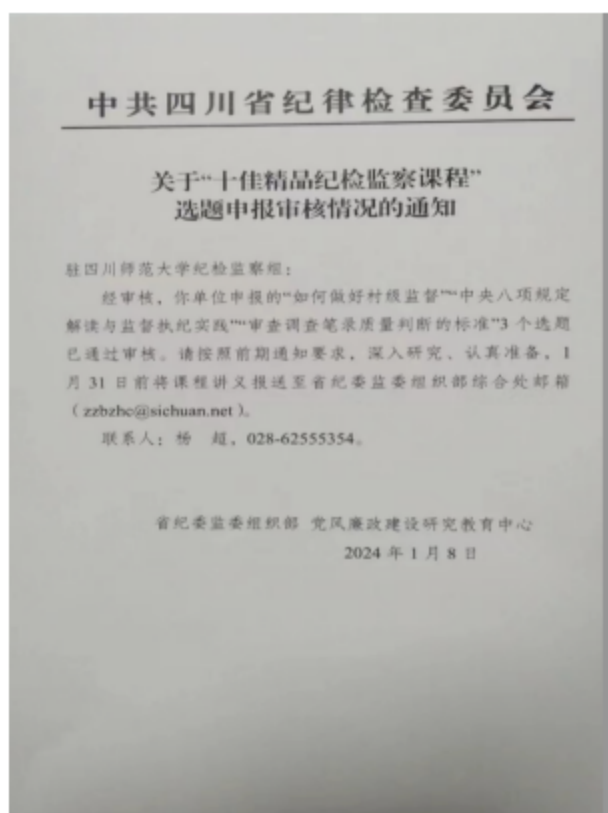 中共四川省纪律检查委员会
关于“十佳精品纪检监察课程”
选题申报审核情况的通知
驻四川师范大学纪检监察组：
经审核，你单位申报的“如何做好村级监督”“中央八项规定
解读与监督执纪实践”“审查调查笔录质量判断的标准”3 个选题
已通过审核。请按照前期通知要求，深入研究、认真准备，1
月 31 日前将课程讲义报送至省纪委监委组织部综合处邮箱
（zzbzhc@sichuan.net）。
联系人：杨 超，028-62555354。
省纪委监委组织部 党风廉政建设研究教育中心
2024 年 1 月 8 日